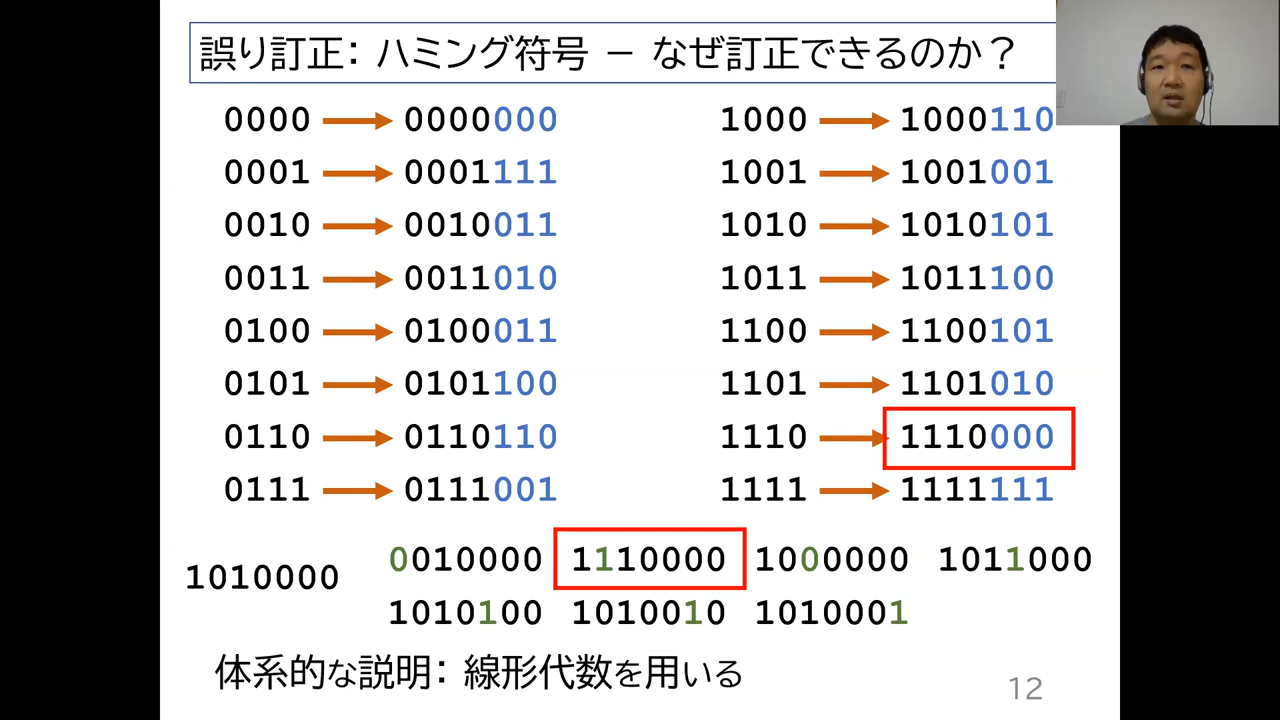 誤り訂正： ハミング符号 － なぜ訂正できるのか？
0000 → 0000000
0001 → 0001111
0010 → 0010011
0011 → 0011010
0100 → 0100011
0101 → 0101100
0110 → 0110110
0111 → 0111001
1000 → 1000110
1001 → 1001001
1010 → 1010101
1011 → 1011100
1100 → 1100101
1101 → 1101010
1110 → 1110000
1111 → 1111111
1010000
0010000 1110000 1000000 1011000
1010100 1010010 1010001
体系的な説明： 線形代数を用いる
12